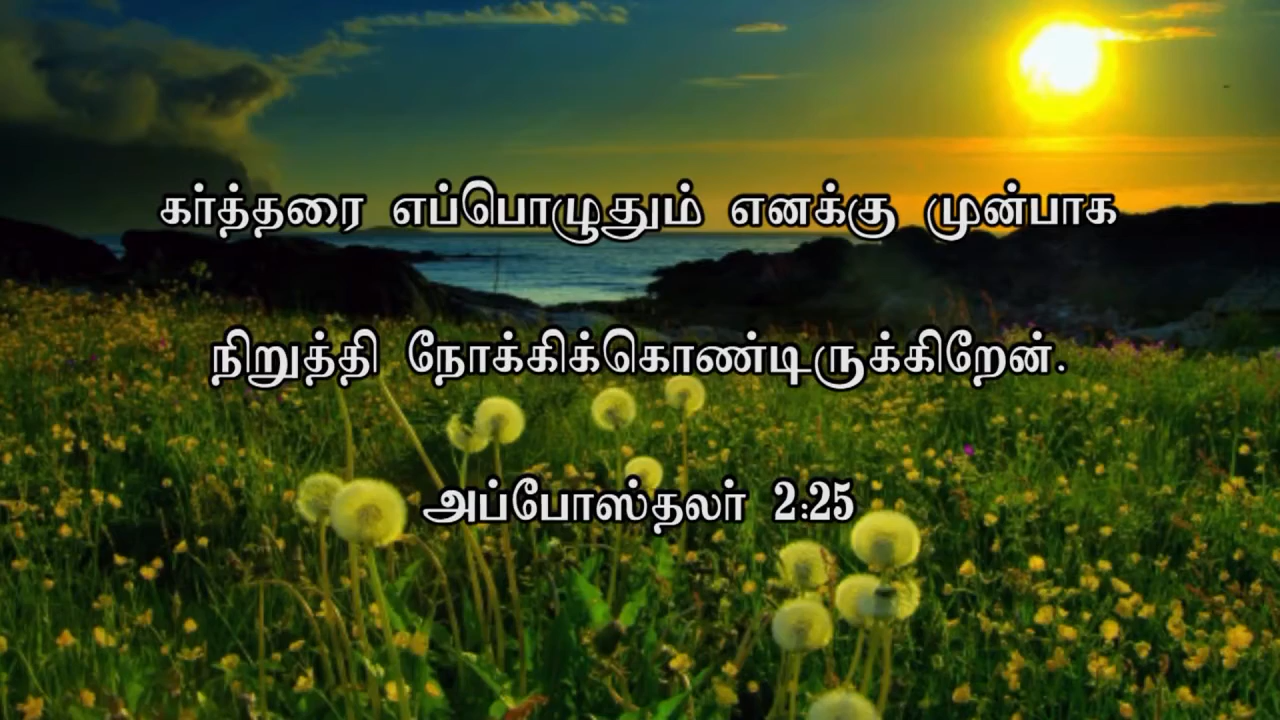 கர்த்தரை எப்பொழுதும் எனக்கு முன்பாக
நிறுத்தி நோக்கிக்கொண்டிருக்கிறேன்.
அப்போஸ்தலர் 2:25